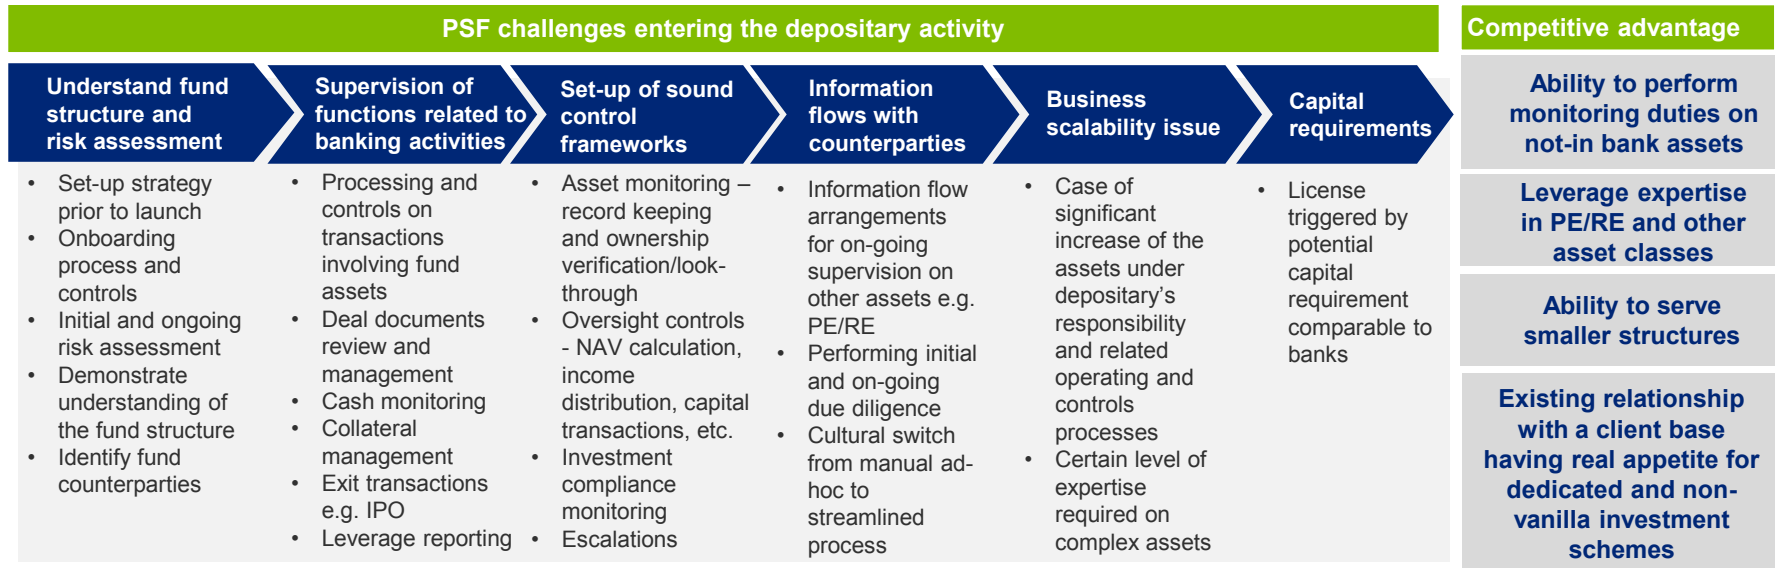 PSF challenges entering the depositary activity
Competitive advantage
Understand fund
structure and
risk assessment
• Set-up strategy
prior to launch
• Onboarding
process and
controls
• Initial and ongoing
risk assessment
• Demonstrate
understanding of
the fund structure
• Identify fund
counterparties
Supervision of
functions related to
banking activities
• Processing and
controls on
transactions
involving fund
assets
• Deal documents
review and
management
• Cash monitoring
• Collateral
management
• Exit transactions
e.g. IPO
• Leverage reporting
Set-up of sound
control
frameworks
• Asset monitoring –
record keeping
and ownership
verification/look-
through
• Oversight controls
- NAV calculation,
income
distribution, capital
transactions, etc.
• Investment
compliance
monitoring
• Escalations
Information
flows with
counterparties
• Information flow
arrangements
for on-going
supervision on
other assets e.g.
PE/RE
• Performing initial
and on-going
due diligence
• Cultural switch
from manual ad-
hoc to
streamlined
process
Business
scalability issue
• Case of
significant
increase of the
assets under
depositary’s
responsibility
and related
operating and
controls
processes
• Certain level of
expertise
required on
complex assets
Capital
requirements
• License
triggered by
potential
capital
requirement
comparable to
banks
Ability to perform
monitoring duties on
not-in bank assets
Leverage expertise
in PE/RE and other
asset classes
Ability to serve
smaller structures
Existing relationship
with a client base
having real appetite for
dedicated and non-
vanilla investment
schemes